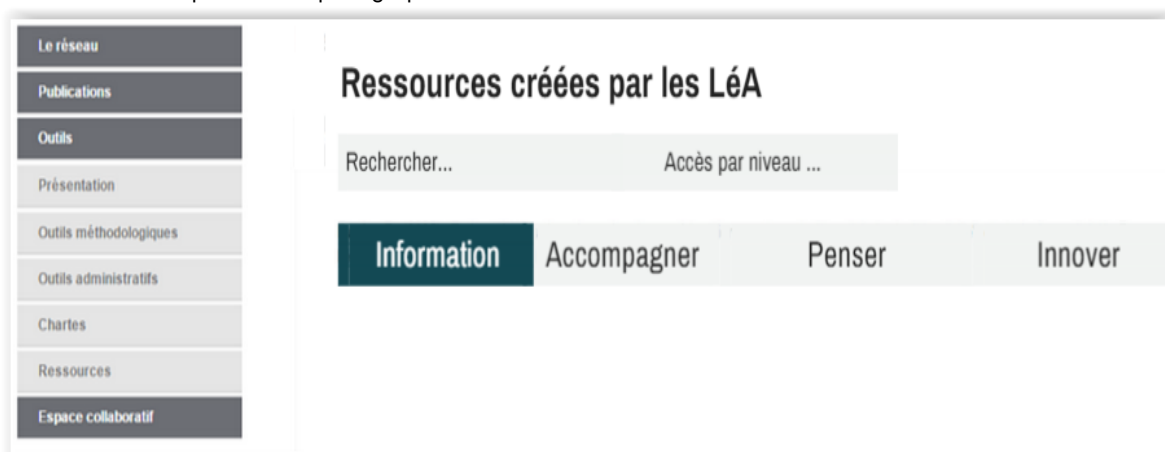 Le réseau
Publications
Outils
Présentation
Outils méthodologiques
Outils administratifs
Chartes
Ressources
Espace collaboratif
Ressources créées par les LéA
Rechercher... Accès par niveau ...
Information Accompagner Penser Innover